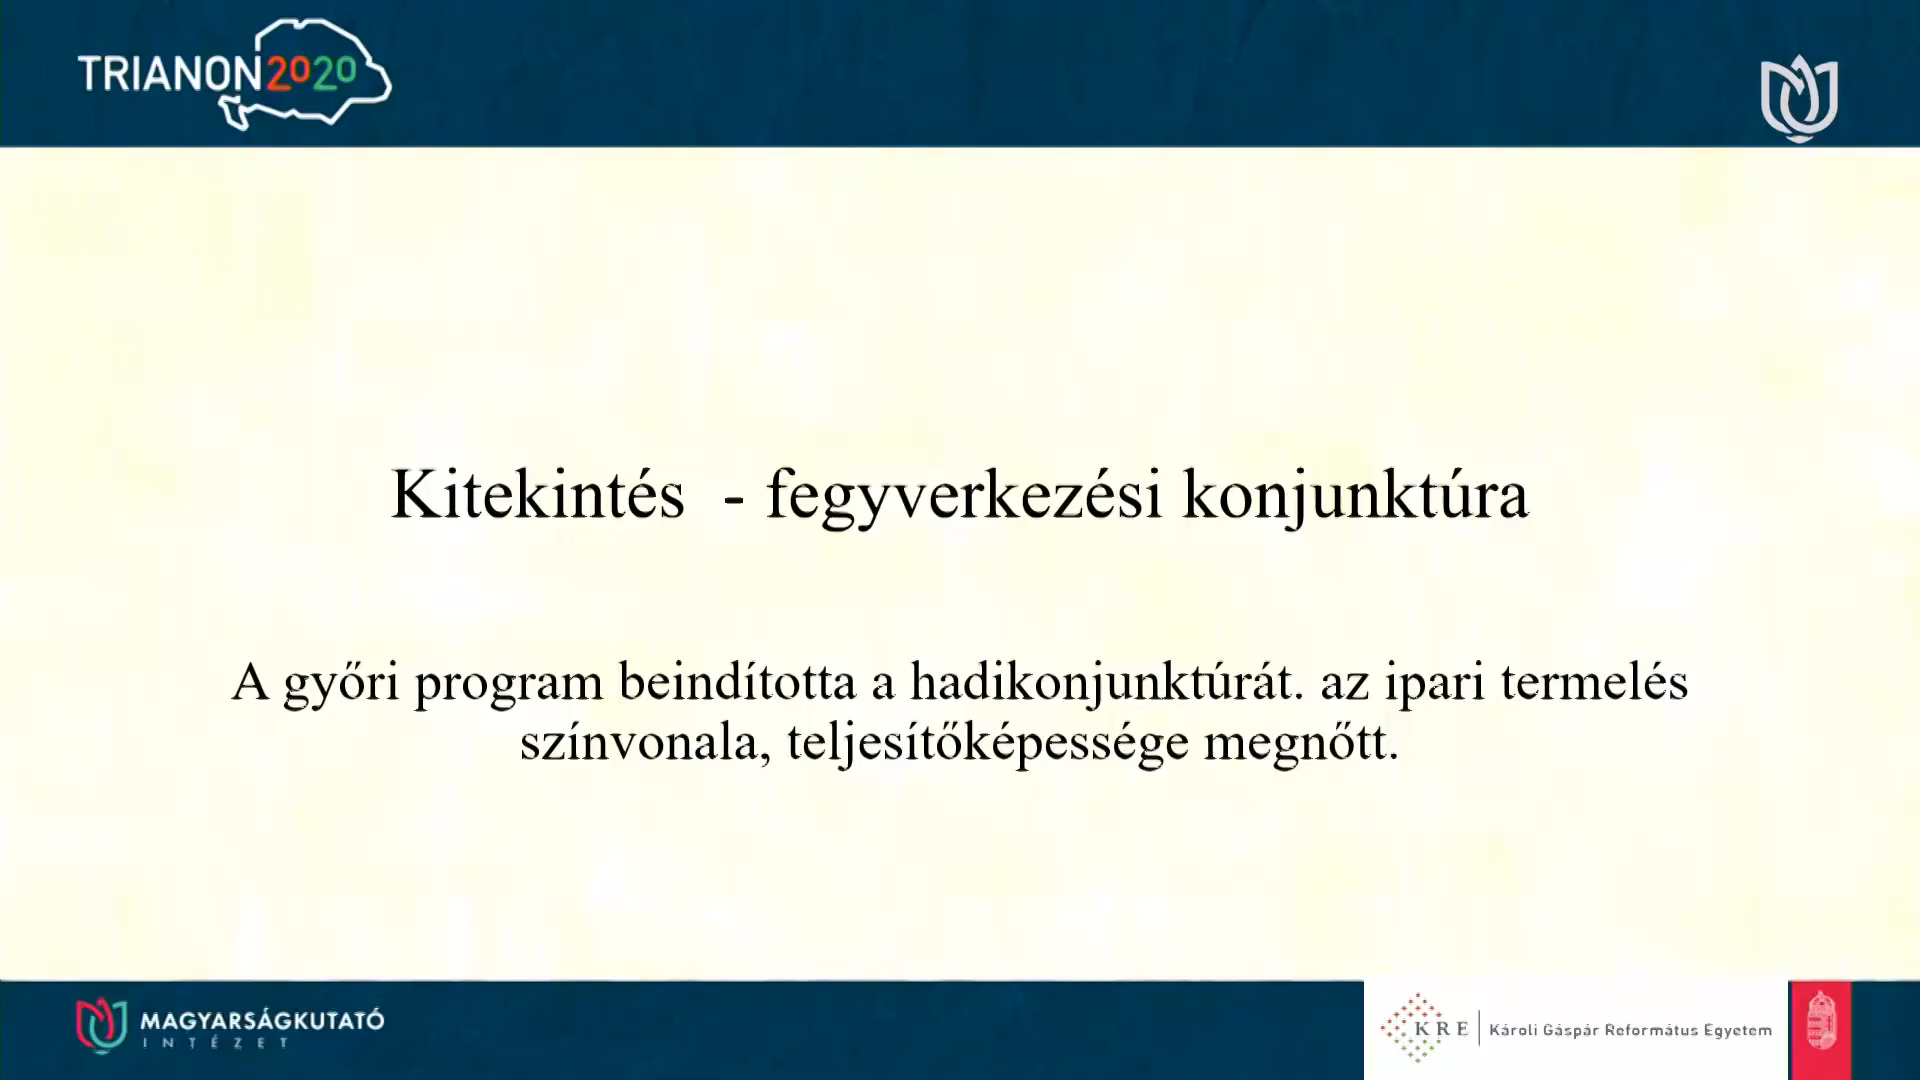 TRIANON2020
Kitekintés - fegyverkezési konjunktúra
A győri program beindította a hadikonjunktúrát. az ipari termelés
színvonala, teljesítőképessége megnőtt.
MAGYARSÁGKUTATÓ
INTÉZET
KRE
Károli Gáspár Református Egyetem